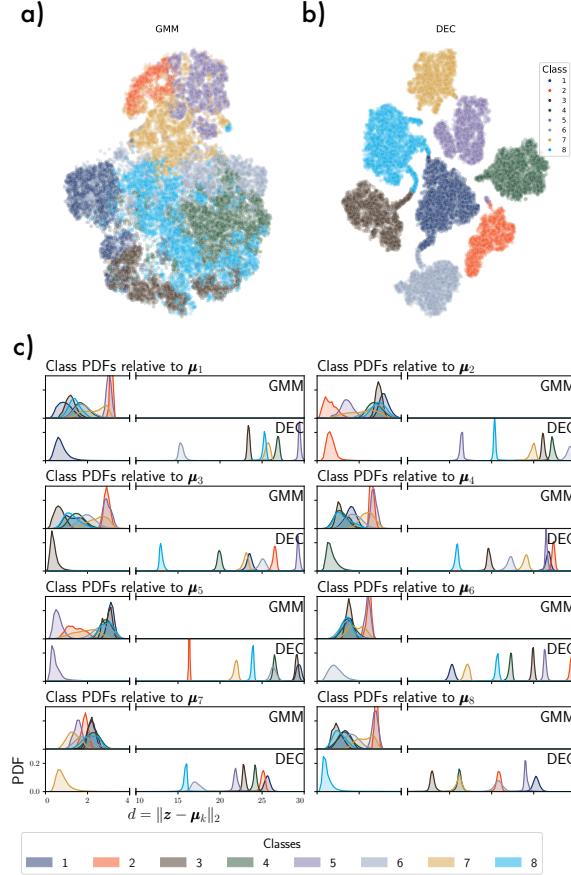 a)
GMM
b)
DEC
Class
1
2
3
4
5
6
7
8
c)
Class PDFs relative to μ1
GMM
DEC
Class PDFs relative to μ2
GMM
DEC
Class PDFs relative to μ3
GMM
DEC
Class PDFs relative to μ4
GMM
DEC
Class PDFs relative to μ5
GMM
DEC
Class PDFs relative to μ6
GMM
DEC
Class PDFs relative to μ7
GMM
DEC
Class PDFs relative to μ8
GMM
DEC
PDF
0.2
0.0
0 2 4 10 15 20 25 30
d = ||z − μk||2
Classes
1 2 3 4 5 6 7 8